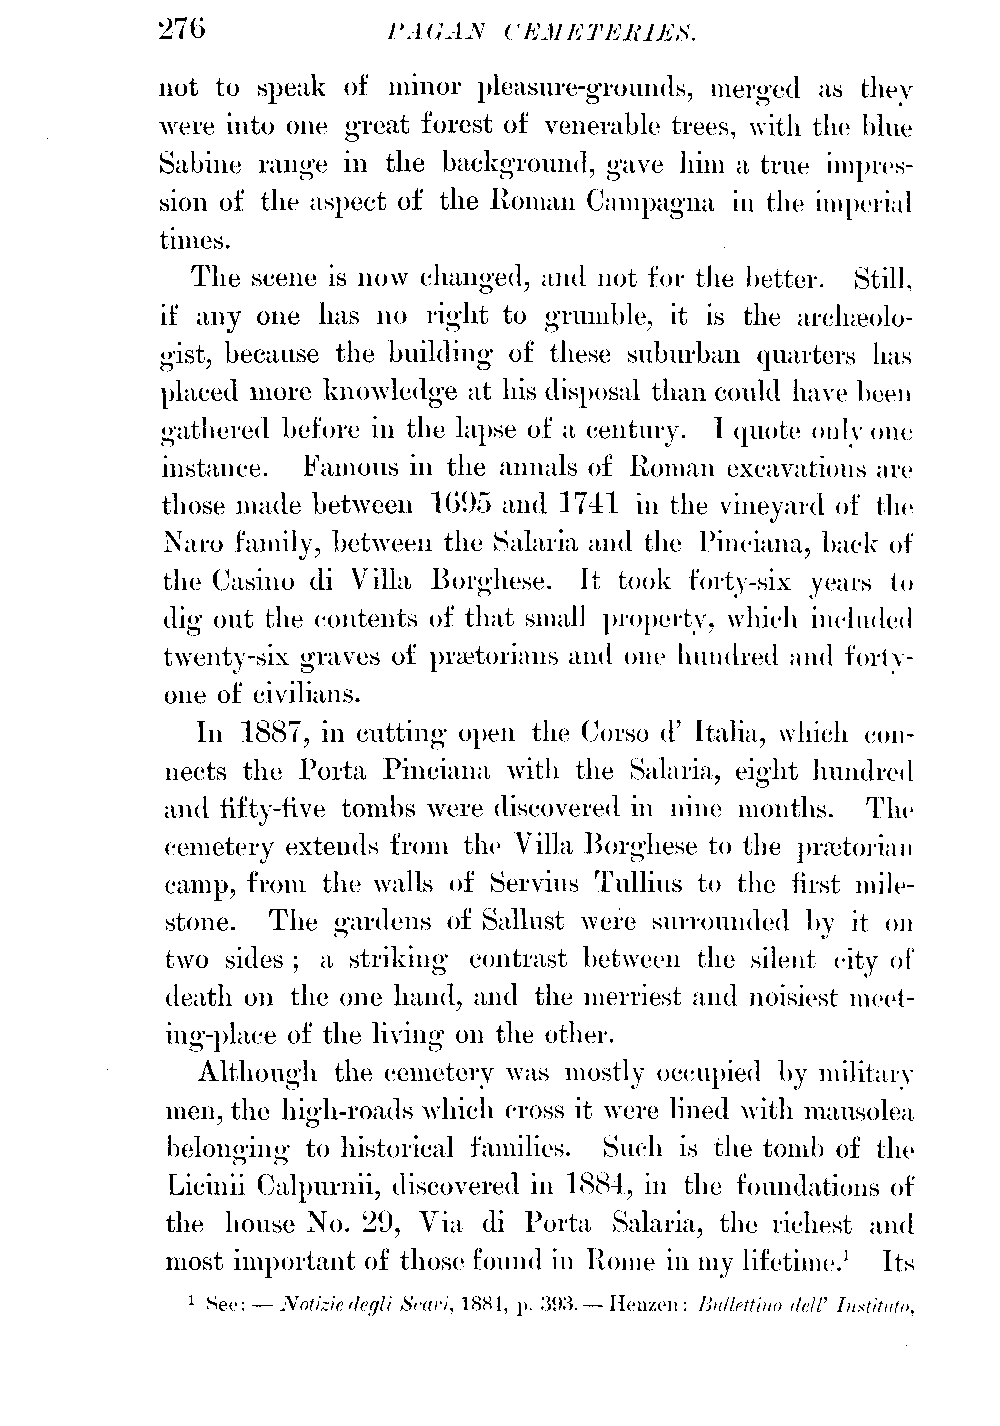 276 PAGAN CEMETERIES.
not to speak of minor pleasure-grounds, merged as they
were into one great forest of venerable trees, with the blue
Sabine range in the background, gave him a true impres-
sion of the aspect of the Roman Campagna in the imperial
times.
The scene is now changed, and not for the better. Still,
if any one has no right to grumble, it is the archæolo-
gist, because the building of these suburban quarters has
placed more knowledge at his disposal than could have been
gathered before in the lapse of a century. I quote only one
instance. Famous in the annals of Roman excavations are
those made between 1695 and 1741 in the vineyard of the
Naro family, between the Salaria and the Pinciana, back of
the Casino di Villa Borghese. It took forty-six years to
dig out the contents of that small property, which included
twenty-six graves of prætorians and one hundred and forty-
one of civilians.
In 1887, in cutting open the Corso d' Italia, which con-
nects the Porta Pinciana with the Salaria, eight hundred
and fifty-five tombs were discovered in nine months. The
cemetery extends from the Villa Borghese to the prætorian
camp, from the walls of Servius Tullius to the first mile-
stone. The gardens of Sallust were surrounded by it on
two sides ; a striking contrast between the silent city of
death on the one hand, and the merriest and noisiest meet-
ing-place of the living on the other.
Although the cemetery was mostly occupied by military
men, the high-roads which cross it were lined with mausolea
belonging to historical families. Such is the tomb of the
Licinii Calpurnii, discovered in 1884, in the foundations of
the house No. 29, Via di Porta Salaria, the richest and
most important of those found in Rome in my lifetime.¹ Its
¹ See: — Notizie degli Scavi, 1884, p. 393. — Henzen: Bullettino dell' Instituto,